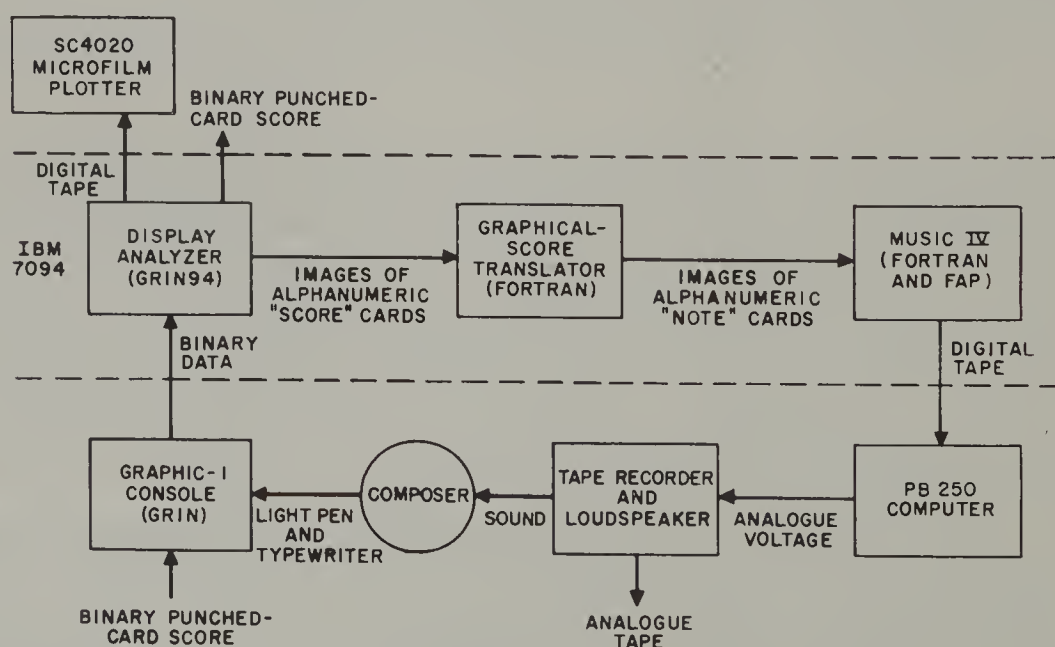 SC4020
MICROFILM
PLOTTER
BINARY PUNCHED-
CARD SCORE
DIGITAL
TAPE
IBM
7094
DISPLAY
ANALYZER
(GRIN94)
IMAGES OF
ALPHANUMERIC
"SCORE" CARDS
GRAPHICAL-
SCORE
TRANSLATOR
(FORTRAN)
IMAGES OF
ALPHANUMERIC
"NOTE" CARDS
MUSIC IV
(FORTRAN
AND FAP)
BINARY
DATA
DIGITAL
TAPE
GRAPHIC-1
CONSOLE
(GRIN)
LIGHT PEN
AND
TYPEWRITER
COMPOSER
SOUND
TAPE RECORDER
AND
LOUDSPEAKER
ANALOGUE
VOLTAGE
PB 250
COMPUTER
BINARY PUNCHED-
CARD SCORE
ANALOGUE
TAPE